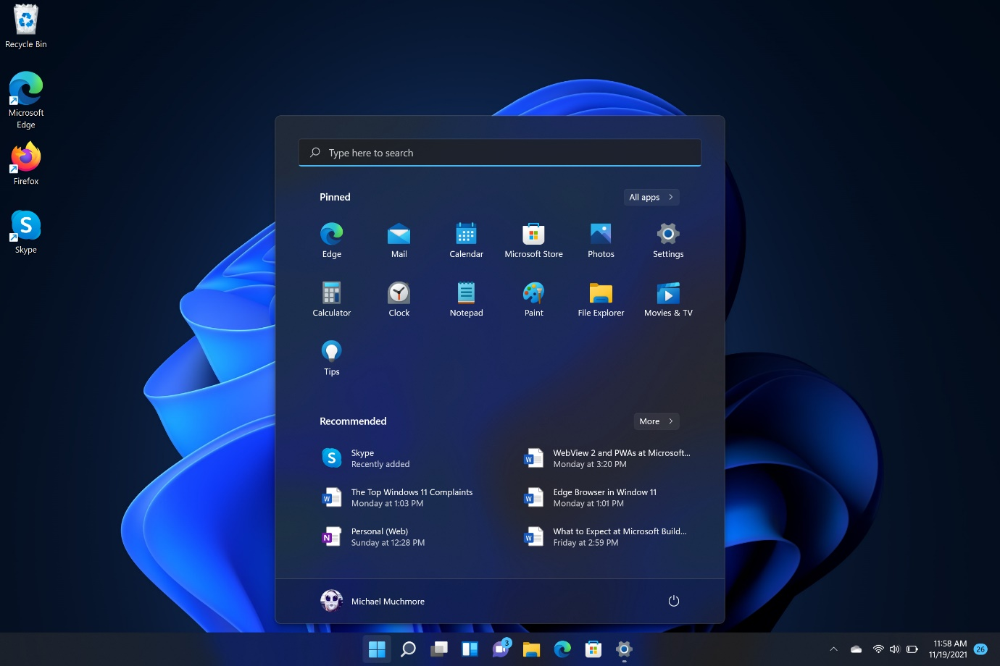 Recycle Bin
Microsoft
Edge
Firefox
S
Skype
Type here to search
Pinned
All apps
Edge
Mail
Calendar
Microsoft Store
Photos
Settings
Calculator
Clock
Notepad
Paint
File Explorer
Movies & TV
Tips
Recommended
More
S
Skype
Recently added
W
WebView 2 and PWAs at Microsoft...
Monday at 3:20 PM
W
The Top Windows 11 Complaints
Monday at 1:03 PM
W
Edge Browser in Window 11
Monday at 1:01 PM
N
Personal (Web)
Sunday at 12:28 PM
W
What to Expect at Microsoft Build...
Friday at 2:59 PM
Michael Muchmore
3
11:58 AM
11/19/2021
26